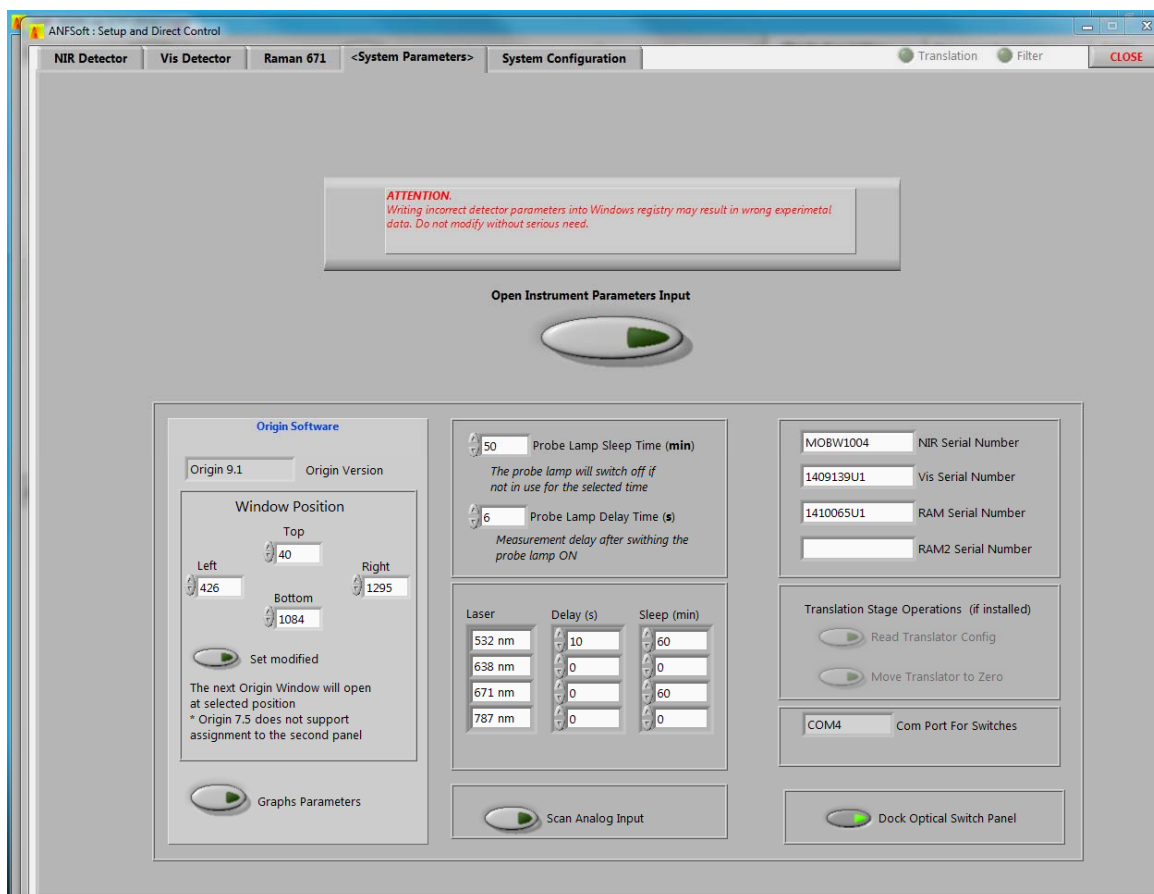 ANFSoft : Setup and Direct Control
NIR Detector
Vis Detector
Raman 671
<System Parameters>
System Configuration
Translation
Filter
CLOSE
ATTENTION.
Writing incorrect detector parameters into Windows registry may result in wrong experimetal
data. Do not modify without serious need.
Open Instrument Parameters Input
Origin Software
Origin 9.1 Origin Version
Window Position
Top
40
Left
426
Right
1295
Bottom
1084
Set modified
The next Origin Window will open
at selected position
* Origin 7.5 does not support
assignment to the second panel
Graphs Parameters
50 Probe Lamp Sleep Time (min)
The probe lamp will switch off if
not in use for the selected time
6 Probe Lamp Delay Time (s)
Measurement delay after swithing the
probe lamp ON
Laser Delay (s) Sleep (min)
532 nm 10 60
638 nm 0 0
671 nm 0 60
787 nm 0 0
Scan Analog Input
MOBW1004 NIR Serial Number
1409139U1 Vis Serial Number
1410065U1 RAM Serial Number
RAM2 Serial Number
Translation Stage Operations (if installed)
Read Translator Config
Move Translator to Zero
COM4 Com Port For Switches
Dock Optical Switch Panel